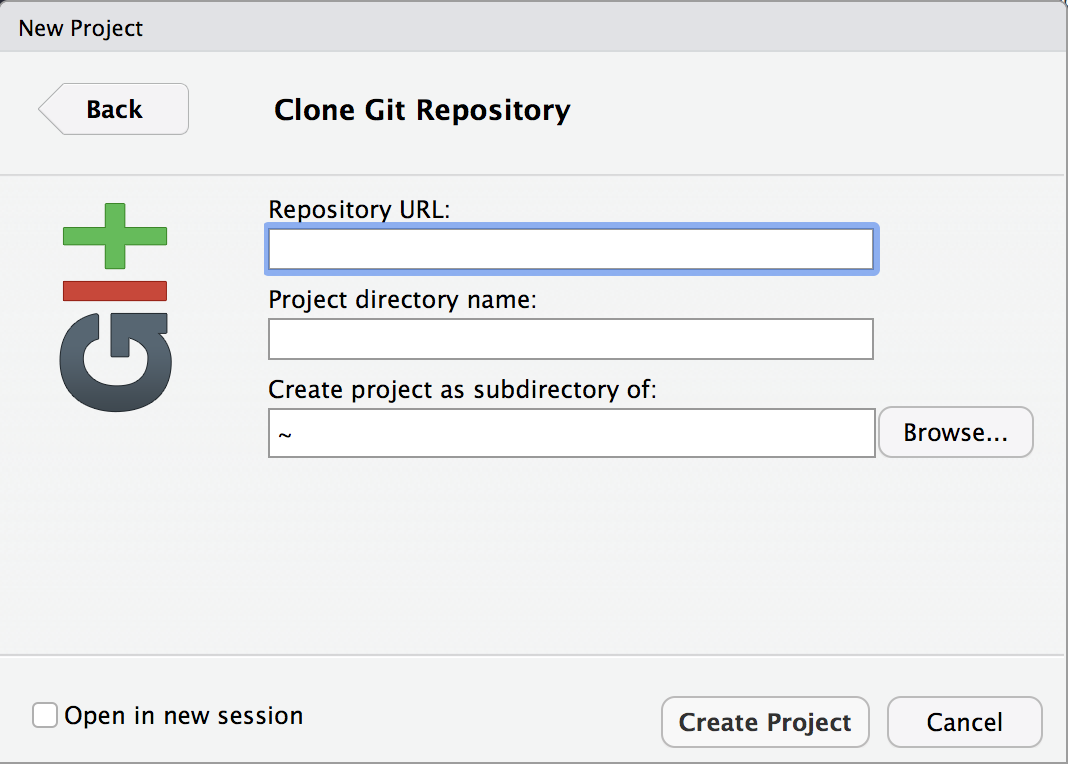 New Project
Back
Clone Git Repository
Repository URL:
GIT
Project directory name:
Create project as subdirectory of:
~
Browse...
Open in new session
Create Project
Cancel